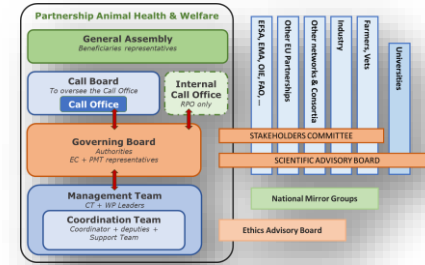 Partnership Animal Health & Welfare
General Assembly
Beneficiaries representatives
Call Board
To oversee the Call Office
Call Office
Internal
Call Office
RPO only
Governing Board
Authorities
EC + PMT representatives
Management Team
CT + WP Leaders
Coordination Team
Coordinator + deputies +
Support Team
EFSA, EMA, OIE, FAO, ...
Other EU Partnerships
Other networks &
Consortia
Industry
Farmers, Vets
Universities
STAKEHOLDERS COMMITTEE
SCIENTIFIC ADVISORY BOARD
National Mirror Groups
Ethics Advisory Board